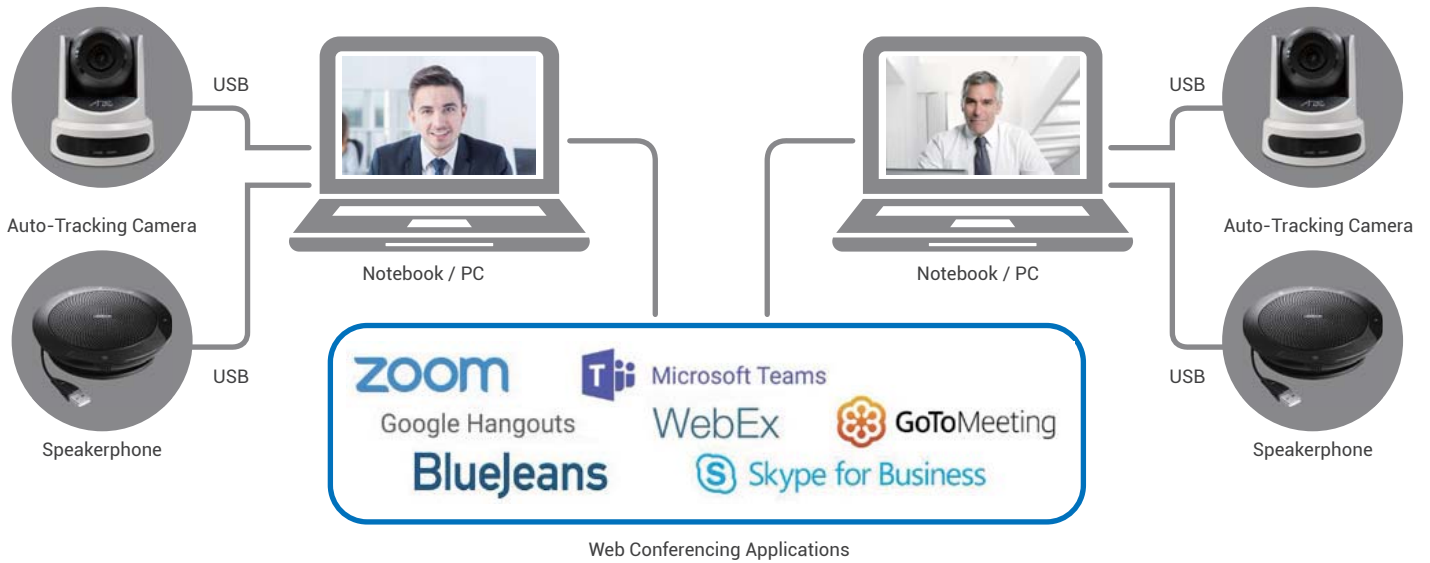 USB
USB
Auto-Tracking Camera
Auto-Tracking Camera
Notebook / PC
Notebook / PC
zoom
Microsoft Teams
Google Hangouts
WebEx
GoToMeeting
BlueJeans
Skype for Business
USB
USB
Speakerphone
Speakerphone
Web Conferencing Applications